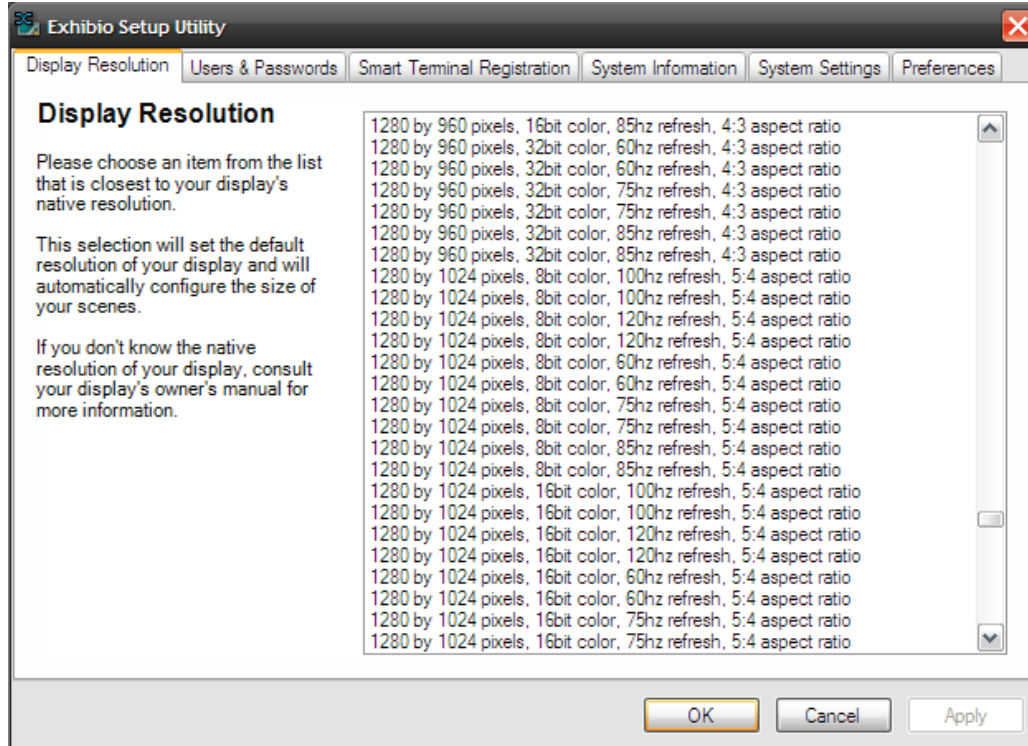 Exhibio Setup Utility
Display Resolution Users & Passwords Smart Terminal Registration System Information System Settings Preferences
Display Resolution
Please choose an item from the list
that is closest to your display's
native resolution.
This selection will set the default
resolution of your display and will
automatically configure the size of
your scenes.
If you don't know the native
resolution of your display, consult
your display's owner's manual for
more information.
1280 by 960 pixels, 16bit color, 85hz refresh, 4:3 aspect ratio
1280 by 960 pixels, 32bit color, 60hz refresh, 4:3 aspect ratio
1280 by 960 pixels, 32bit color, 60hz refresh, 4:3 aspect ratio
1280 by 960 pixels, 32bit color, 75hz refresh, 4:3 aspect ratio
1280 by 960 pixels, 32bit color, 75hz refresh, 4:3 aspect ratio
1280 by 960 pixels, 32bit color, 85hz refresh, 4:3 aspect ratio
1280 by 960 pixels, 32bit color, 85hz refresh, 4:3 aspect ratio
1280 by 1024 pixels, 8bit color, 100hz refresh, 5:4 aspect ratio
1280 by 1024 pixels, 8bit color, 100hz refresh, 5:4 aspect ratio
1280 by 1024 pixels, 8bit color, 120hz refresh, 5:4 aspect ratio
1280 by 1024 pixels, 8bit color, 120hz refresh, 5:4 aspect ratio
1280 by 1024 pixels, 8bit color, 60hz refresh, 5:4 aspect ratio
1280 by 1024 pixels, 8bit color, 60hz refresh, 5:4 aspect ratio
1280 by 1024 pixels, 8bit color, 75hz refresh, 5:4 aspect ratio
1280 by 1024 pixels, 8bit color, 75hz refresh, 5:4 aspect ratio
1280 by 1024 pixels, 8bit color, 85hz refresh, 5:4 aspect ratio
1280 by 1024 pixels, 8bit color, 85hz refresh, 5:4 aspect ratio
1280 by 1024 pixels, 16bit color, 100hz refresh, 5:4 aspect ratio
1280 by 1024 pixels, 16bit color, 100hz refresh, 5:4 aspect ratio
1280 by 1024 pixels, 16bit color, 120hz refresh, 5:4 aspect ratio
1280 by 1024 pixels, 16bit color, 120hz refresh, 5:4 aspect ratio
1280 by 1024 pixels, 16bit color, 60hz refresh, 5:4 aspect ratio
1280 by 1024 pixels, 16bit color, 60hz refresh, 5:4 aspect ratio
1280 by 1024 pixels, 16bit color, 75hz refresh, 5:4 aspect ratio
1280 by 1024 pixels, 16bit color, 75hz refresh, 5:4 aspect ratio
OK Cancel Apply